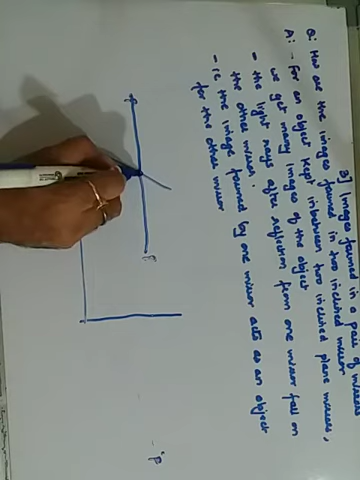 3] Images formed in a pair of mirrors
Q: How are the images formed in two inclined mirror
A: - For an object kept inbetween two inclined plane mirrors,
we get many images of the object
- the light rays after reflection from one mirror fall on
the other mirror.
- i.e. the image formed by one mirror acts as an object
for the other mirror